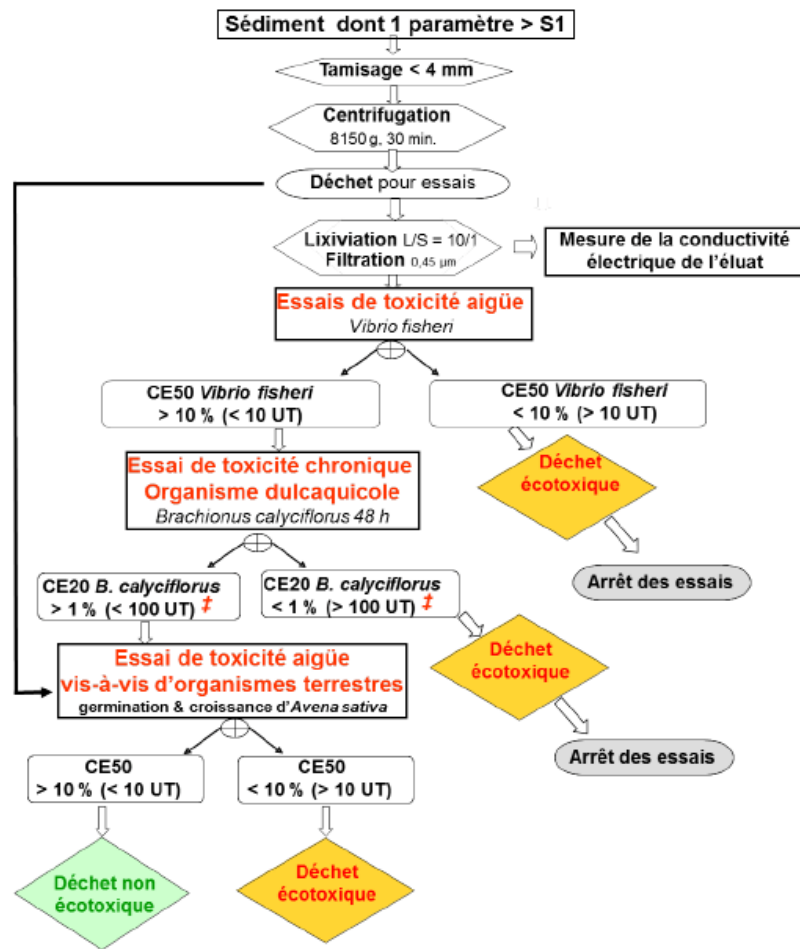 Sédiment dont 1 paramètre > S1
Tamisage < 4 mm
Centrifugation
8150 g, 30 min.
Déchet pour essais
Lixiviation L/S = 10/1
Filtration 0,45 µm
Mesure de la conductivité
électrique de l'éluat
Essais de toxicité aigüe
Vibrio fisheri
CE50 Vibrio fisheri
> 10 % (< 10 UT)
CE50 Vibrio fisheri
< 10 % (> 10 UT)
Déchet
écotoxique
Arrêt des essais
Essai de toxicité chronique
Organisme dulcaquicole
Brachionus calyciflorus 48 h
CE20 B. calyciflorus
> 1 % (< 100 UT) ‡
CE20 B. calyciflorus
< 1 % (> 100 UT) ‡
Déchet
écotoxique
Arrêt des essais
Essai de toxicité aigüe
vis-à-vis d'organismes terrestres
germination & croissance d'Avena sativa
CE50
> 10 % (< 10 UT)
CE50
< 10 % (> 10 UT)
Déchet non
écotoxique
Déchet
écotoxique